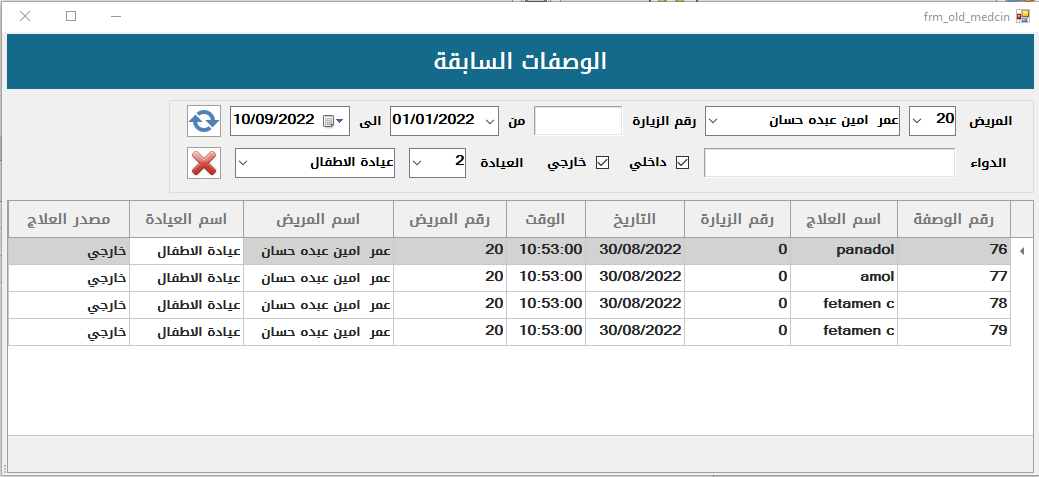 frm_old_medcin
الوصفات السابقة
المريض 20 عمر امين عبده حسان رقم الزيارة من 01/01/2022 الى 10/09/2022
الدواء داخلي خارجي العيادة 2 عيادة الاطفال
رقم الوصفة اسم العلاج رقم الزيارة التاريخ الوقت رقم المريض اسم المريض اسم العيادة مصدر العلاج
76 panadol 0 30/08/2022 10:53:00 20 عمر امين عبده حسان عيادة الاطفال خارجي
77 amol 0 30/08/2022 10:53:00 20 عمر امين عبده حسان عيادة الاطفال خارجي
78 fetamen c 0 30/08/2022 10:53:00 20 عمر امين عبده حسان عيادة الاطفال خارجي
79 fetamen c 0 30/08/2022 10:53:00 20 عمر امين عبده حسان عيادة الاطفال خارجي